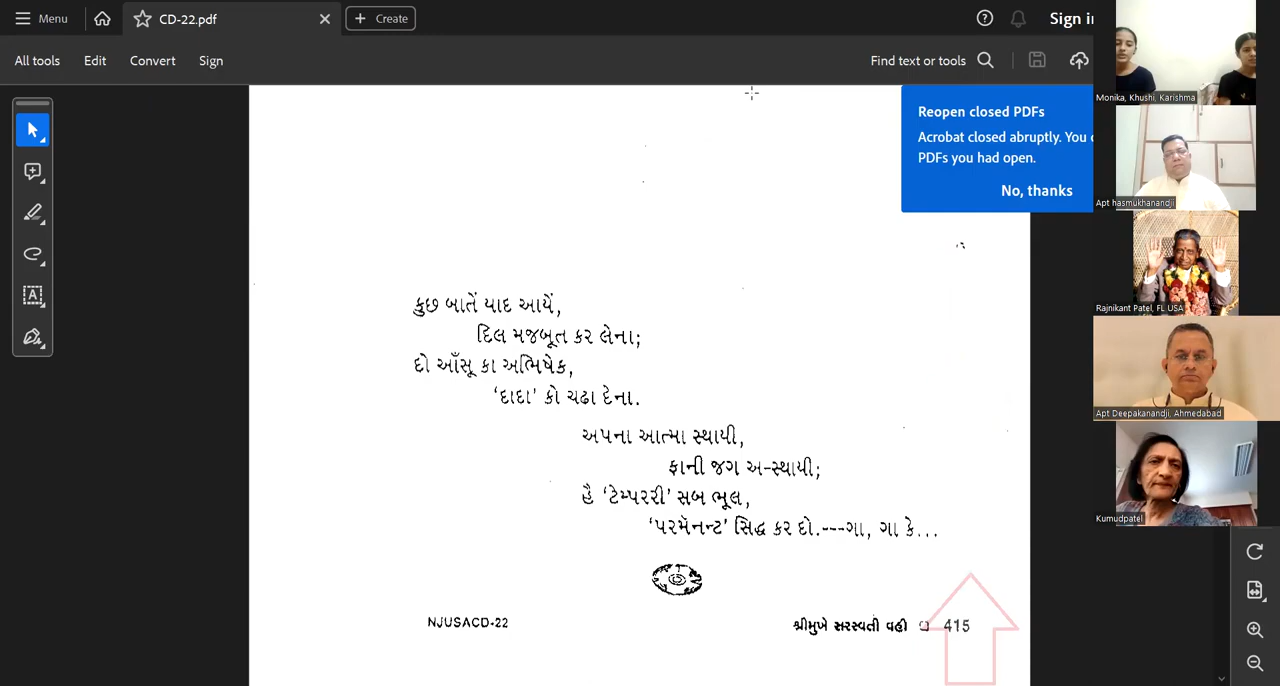 Menu
CD-22.pdf
Create
Sign i
All tools
Edit
Convert
Sign
Find text or tools
Reopen closed PDFs
Acrobat closed abruptly. You
PDFs you had open.
No, thanks
કુછ બાતેં યાદ આયેં,
દિલ મજબૂત કર લેના;
દો આઁસૂ કા અભિષેક,
‘દાદા’ કો ચઢા દેના.
અપના આત્મા સ્થાયી,
ફાની જગ અ-સ્થાયી;
હૈ ‘ટેમ્પરરી’ સબ ભૂલ,
‘પરમૅનન્ટ’ સિદ્ધ કર દો.---ગા, ગા કે...
NJUSACD-22
શ્રીમુખે સરસ્વતી વહી
415
Monika, Khushi, Karishma
Apt hasmukhanandji
Rajnikant Patel, FL USA
Apt Deepakanandji, Ahmedabad
Kumudpatel